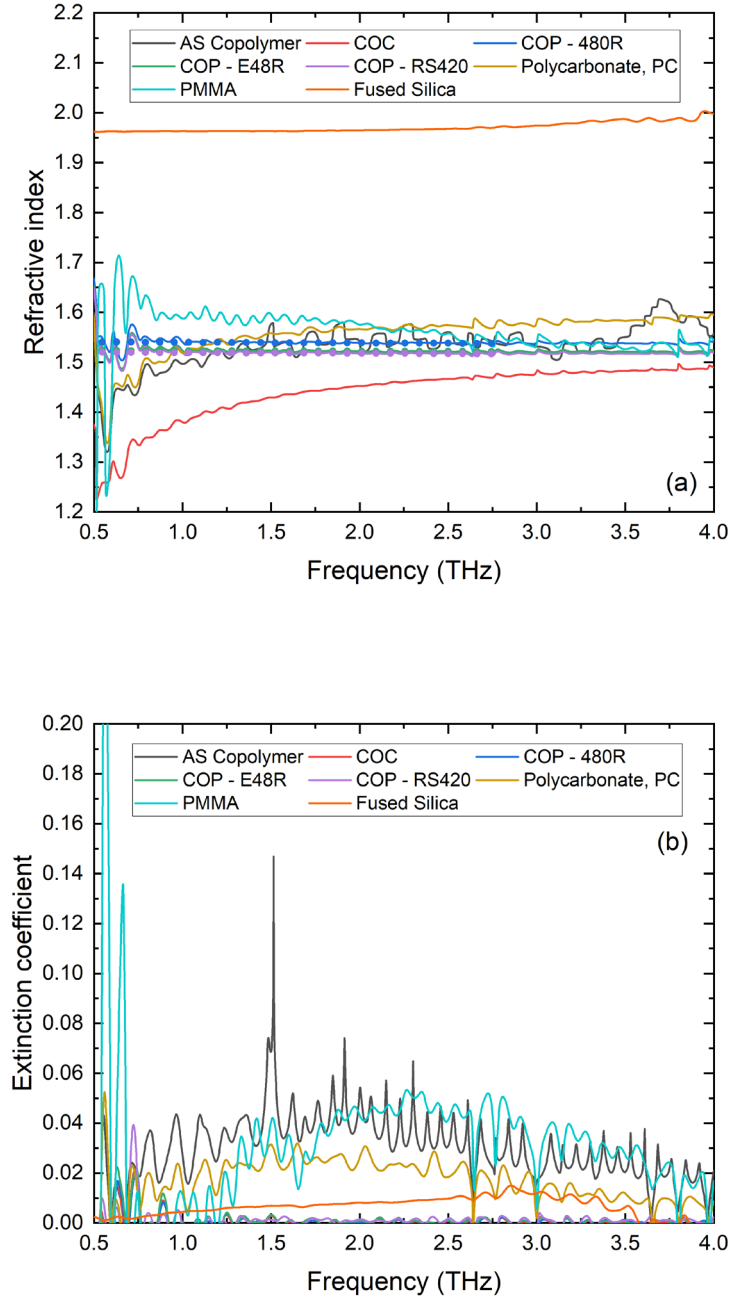 2.2
2.1
2.0
1.9
1.8
1.7
1.6
1.5
1.4
1.3
1.2
Refractive index
AS Copolymer COC COP - 480R
COP - E48R COP - RS420 Polycarbonate, PC
PMMA Fused Silica
(a)
0.5 1.0 1.5 2.0 2.5 3.0 3.5 4.0
Frequency (THz)
0.20
0.18
0.16
0.14
0.12
0.10
0.08
0.06
0.04
0.02
0.00
Extinction coefficient
AS Copolymer COC COP - 480R
COP - E48R COP - RS420 Polycarbonate, PC
PMMA Fused Silica
(b)
0.5 1.0 1.5 2.0 2.5 3.0 3.5 4.0
Frequency (THz)